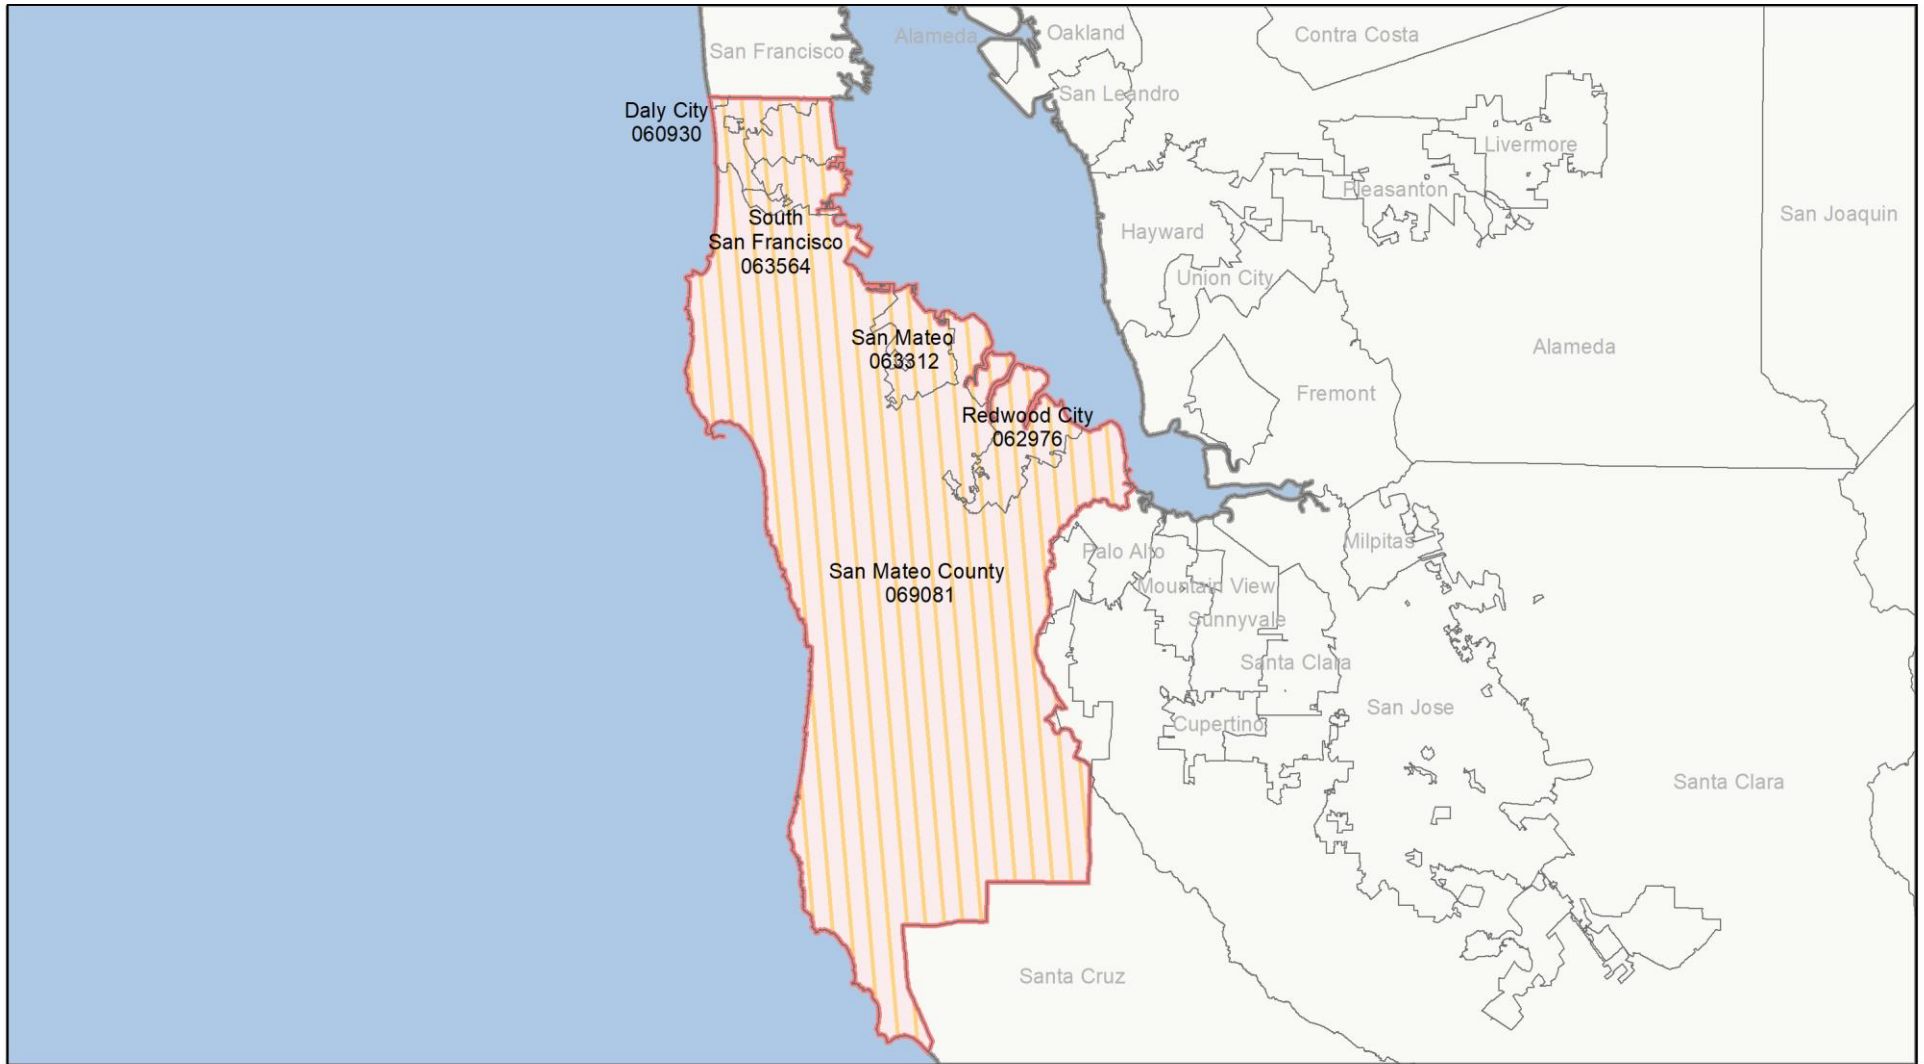 San Francisco
Alameda
Oakland
Contra Costa
San Leandro
Daly City
060930
Livermore
Pleasanton
San Joaquin
South
San Francisco
063564
Hayward
Union City
San Mateo
063312
Alameda
Fremont
Redwood City
062976
Milpitas
Palo Alto
San Mateo County
069081
Mountain View
Sunnyvale
Santa Clara
San Jose
Cupertino
Santa Clara
Santa Cruz